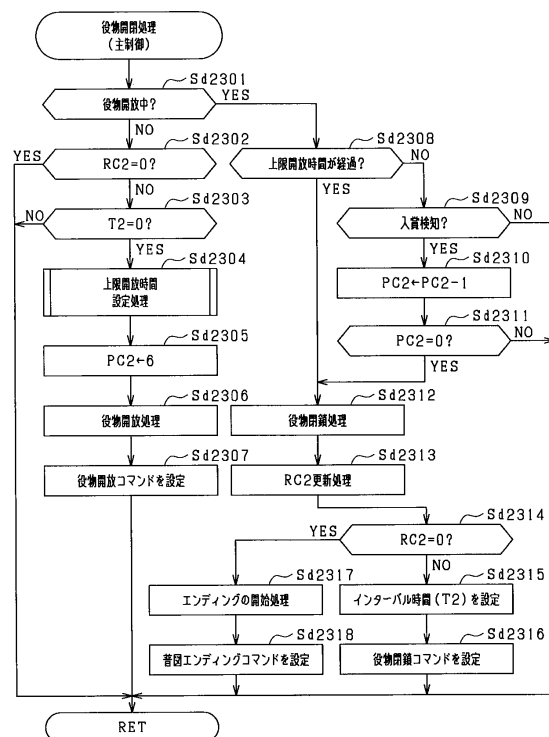 役物開閉処理
(主制御)
Sd2301
役物開放中?
YES
NO
Sd2302
RC2=0?
YES
NO
Sd2303
T2=0?
NO
YES
Sd2304
上限開放時間
設定処理
Sd2305
PC2←6
Sd2306
役物開放処理
Sd2307
役物開放コマンドを設定
Sd2308
上限開放時間が経過?
NO
YES
Sd2309
入賞検知?
NO
YES
Sd2310
PC2←PC2-1
Sd2311
PC2=0?
NO
YES
Sd2312
役物閉鎖処理
Sd2313
RC2更新処理
Sd2314
RC2=0?
YES
NO
Sd2317
エンディングの開始処理
Sd2315
インターバル時間(T2)を設定
Sd2318
普図エンディングコマンドを設定
Sd2316
役物閉鎖コマンドを設定
RET